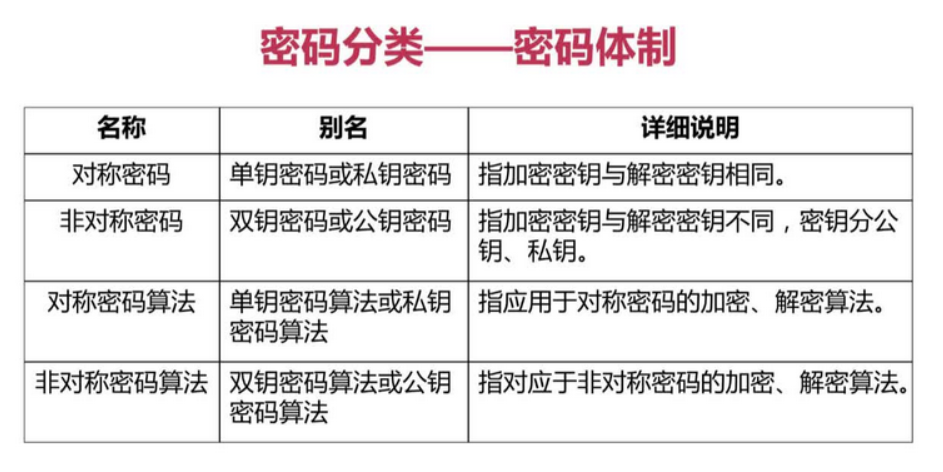 密码分类——密码体制
名称 别名 详细说明
对称密码 单钥密码或私钥密码 指加密密钥与解密密钥相同。
非对称密码 双钥密码或公钥密码 指加密密钥与解密密钥不同，密钥分公
钥、私钥。
对称密码算法 单钥密码算法或私钥 指应用于对称密码的加密、解密算法。
密码算法
非对称密码算法 双钥密码算法或公钥 指对应于非对称密码的加密、解密算法。
密码算法